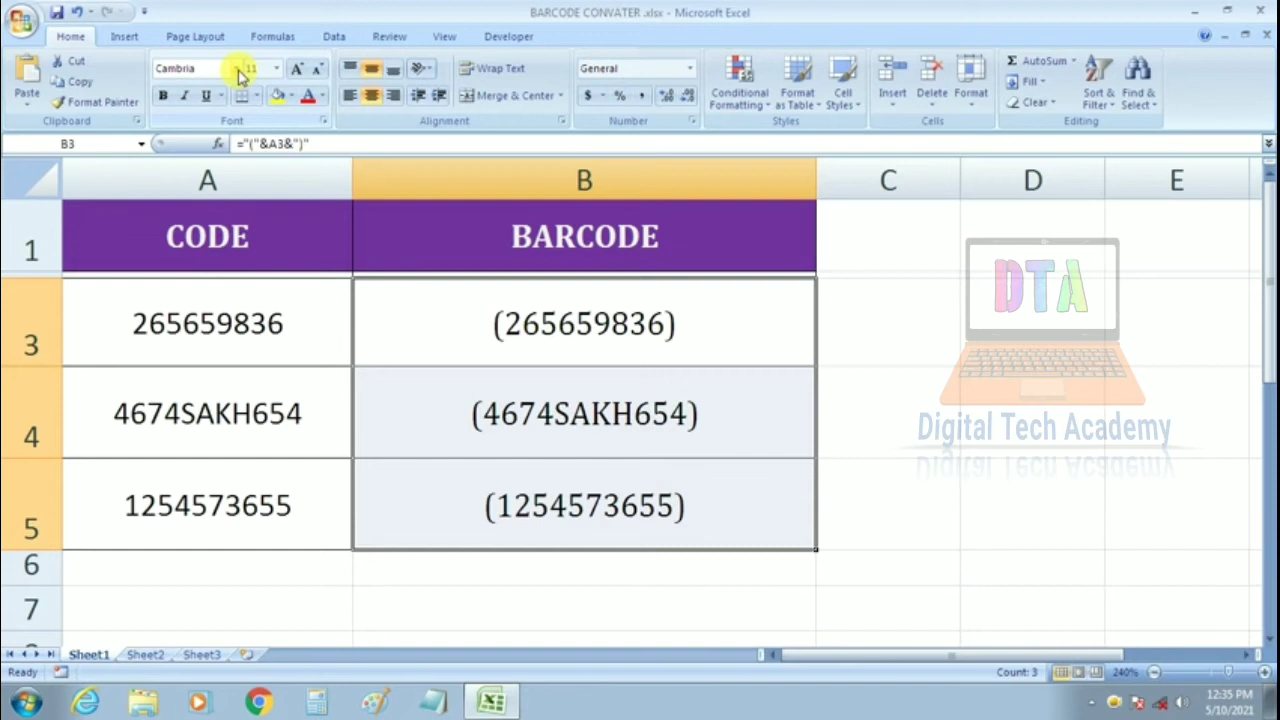 BARCODE CONVATER .xlsx - Microsoft Excel
Home Insert Page Layout Formulas Data Review View Developer
Paste
Cut
Copy
Format Painter
Clipboard
Cambria 11
B I U
Font
Wrap Text
Merge & Center
Alignment
General
$ % ,
Number
Conditional Formatting
Format as Table
Cell Styles
Styles
Insert Delete Format
Cells
Σ AutoSum
Fill
Clear
Sort & Filter
Find & Select
Editing
B3 fx ="("&A3&")"
A B C D E
1 CODE BARCODE
3 265659836 (265659836)
4 4674SAKH654 (4674SAKH654)
5 1254573655 (1254573655)
6
7
DTA
Digital Tech Academy
Sheet1 Sheet2 Sheet3
Ready Count: 3 240%
12:35 PM
5/10/2021